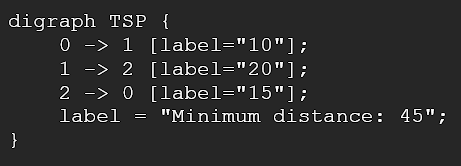 digraph TSP {
    0 -> 1 [label="10"];
    1 -> 2 [label="20"];
    2 -> 0 [label="15"];
    label = "Minimum distance: 45";
}